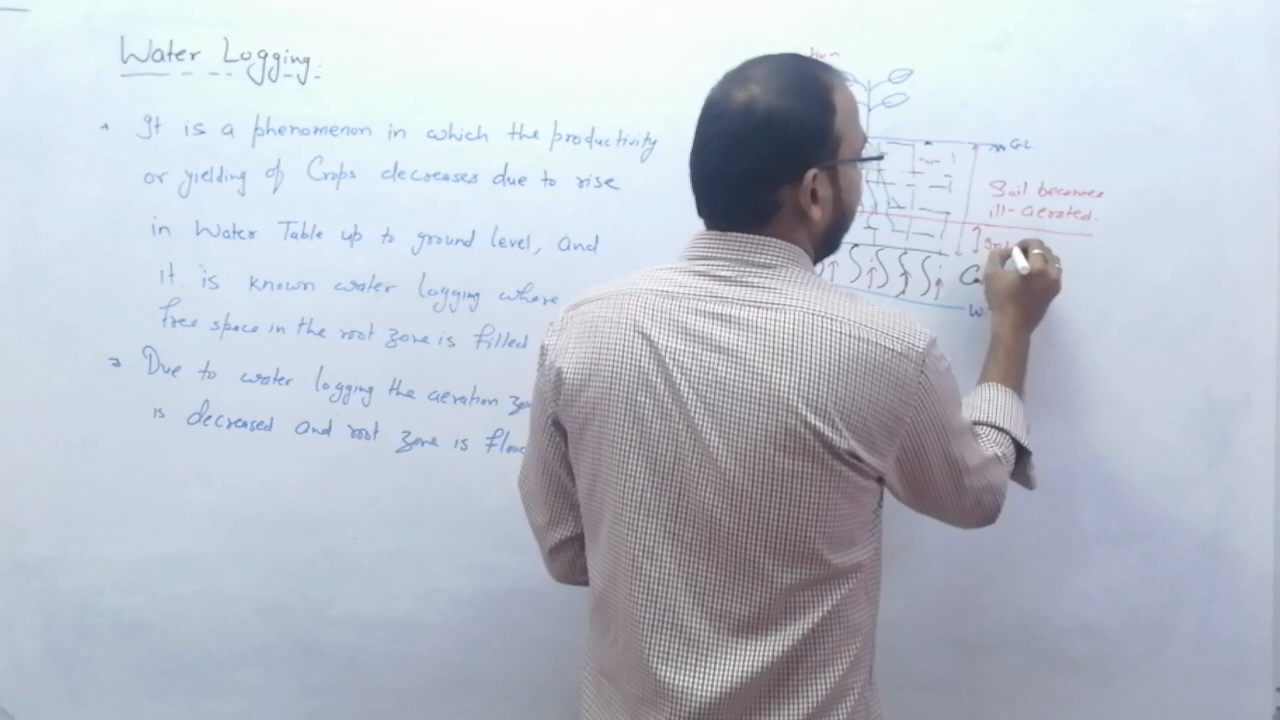 Water Logging:
It is a phenomenon in which the productivity
or yielding of Crops decreases due to rise
in Water Table up to ground level, and
it is known water logging where
free space in the root zone is filled
Due to water logging the aeration
is decreased and root zone is
G.L.
Soil becomes
ill-aerated.